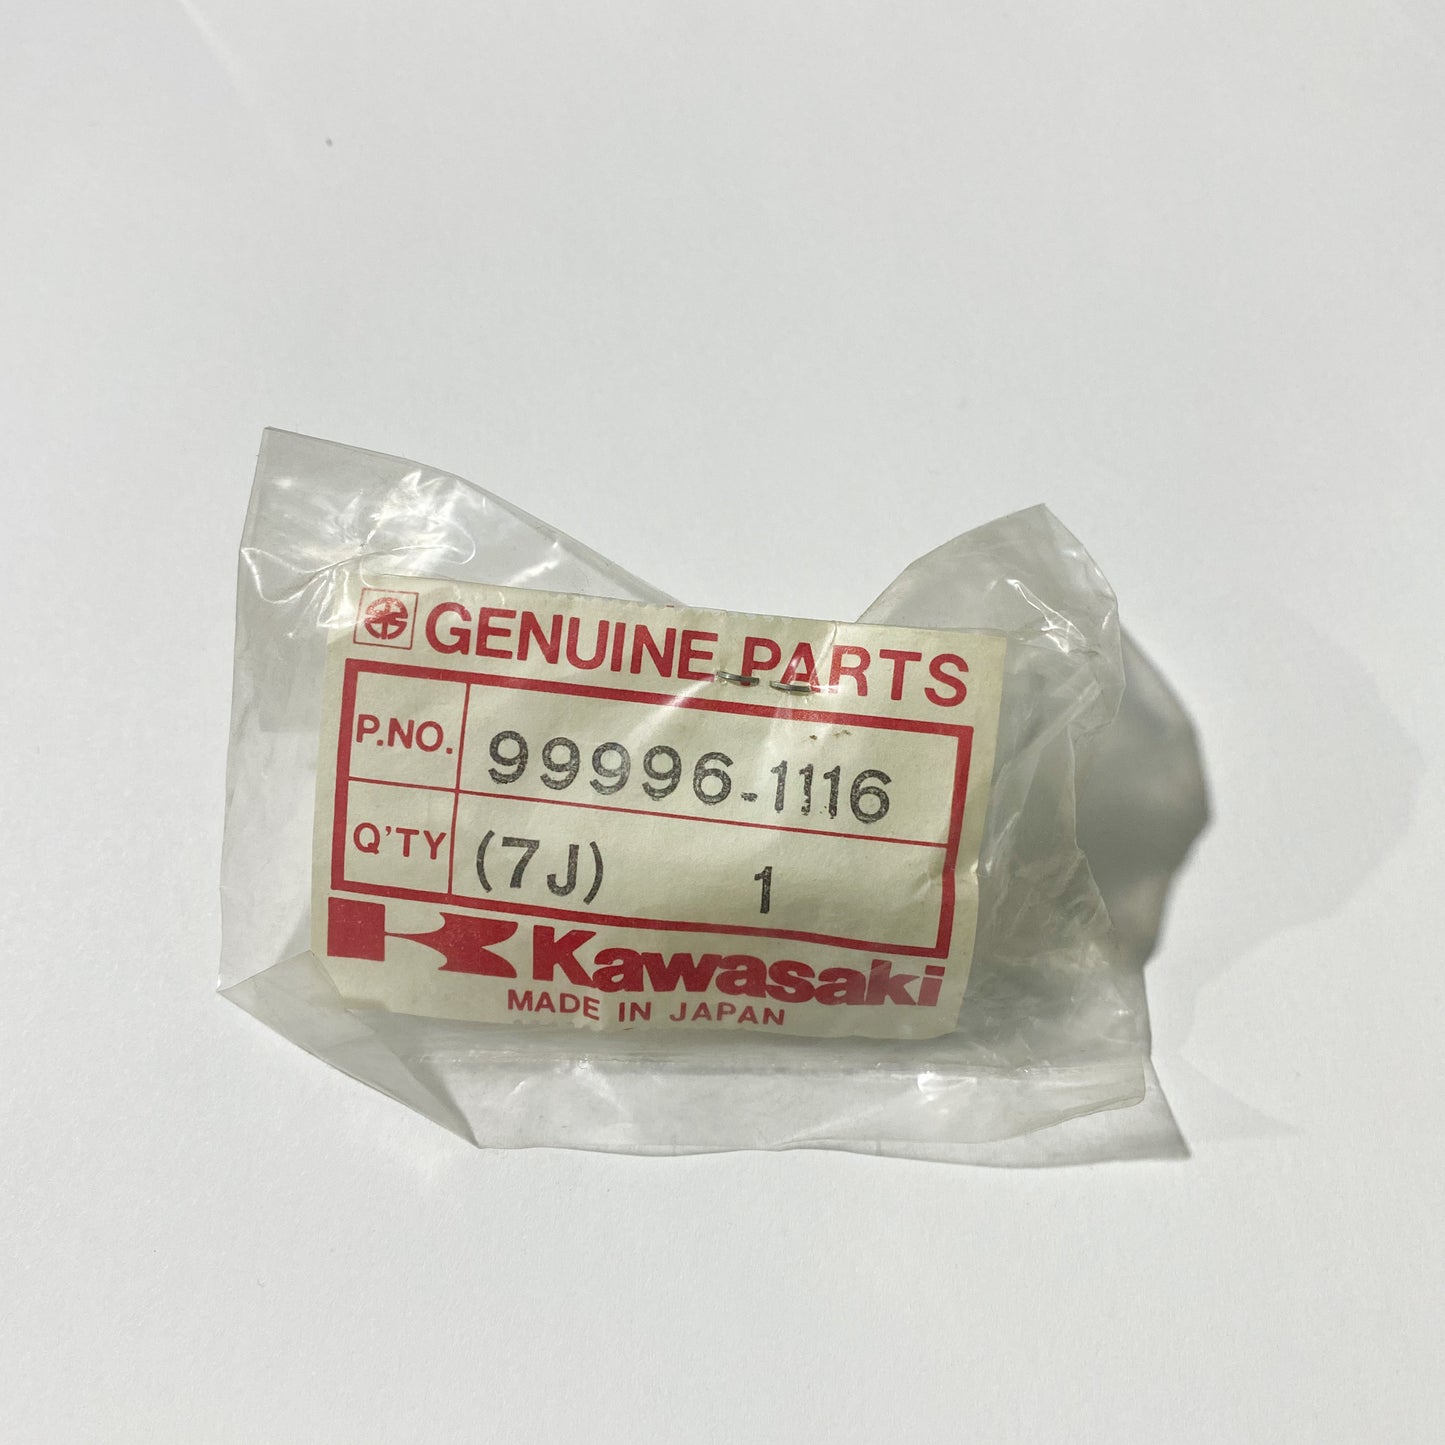 GENUINE PARTS
P.NO. 99996-1116
Q'TY (7J) 1
Kawasaki
MADE IN JAPAN